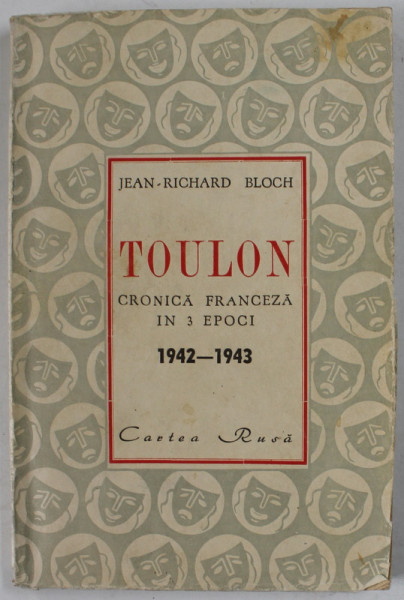 JEAN-RICHARD BLOCH
TOULON
CRONICĂ FRANCEZĂ
IN 3 EPOCI
1942—1943
Cartea Rusă